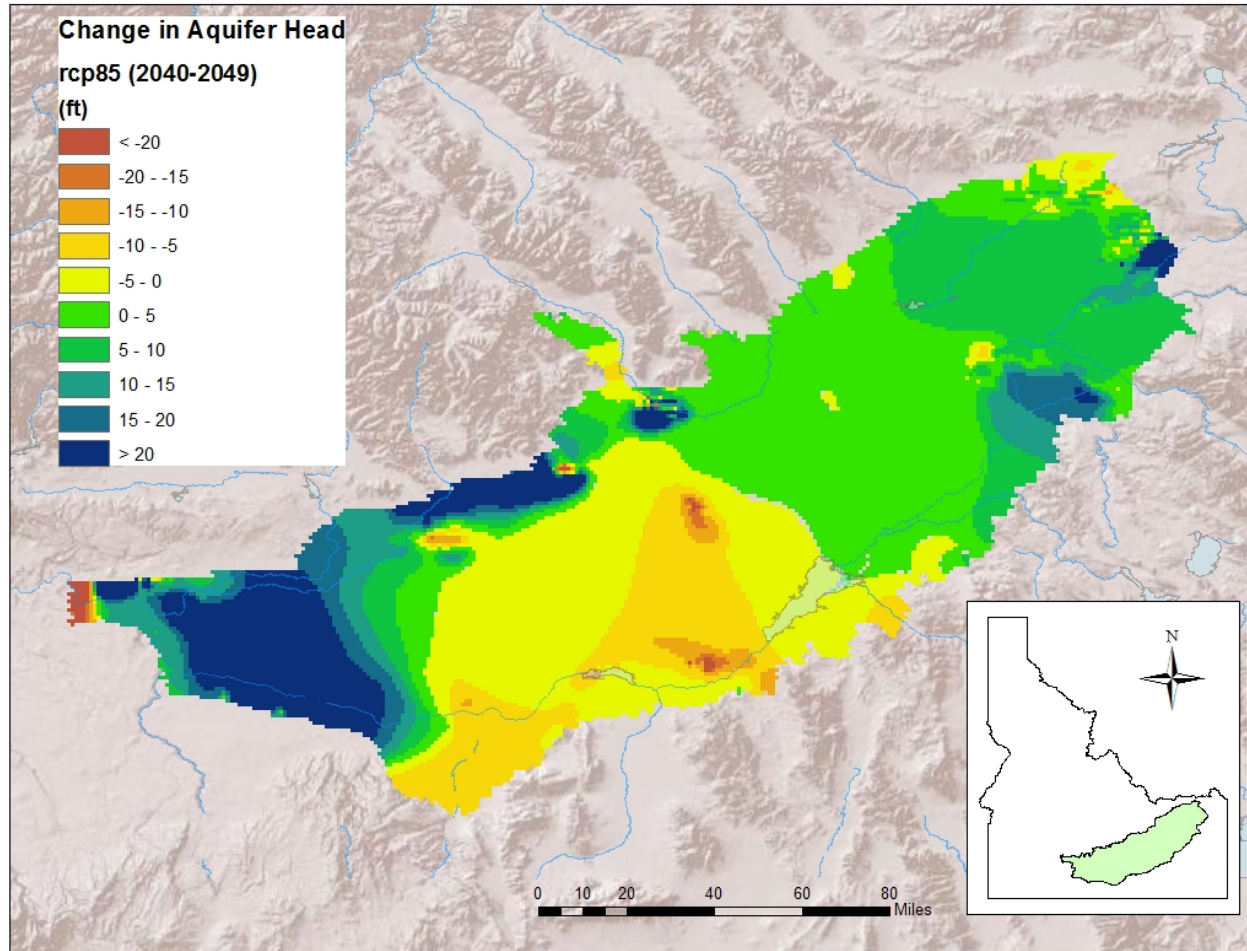 Change in Aquifer Head
rcp85 (2040-2049)
(ft)
< -20
-20 - -15
-15 - -10
-10 - -5
-5 - 0
0 - 5
5 - 10
10 - 15
15 - 20
> 20
N
0 10 20 40 60 80
Miles